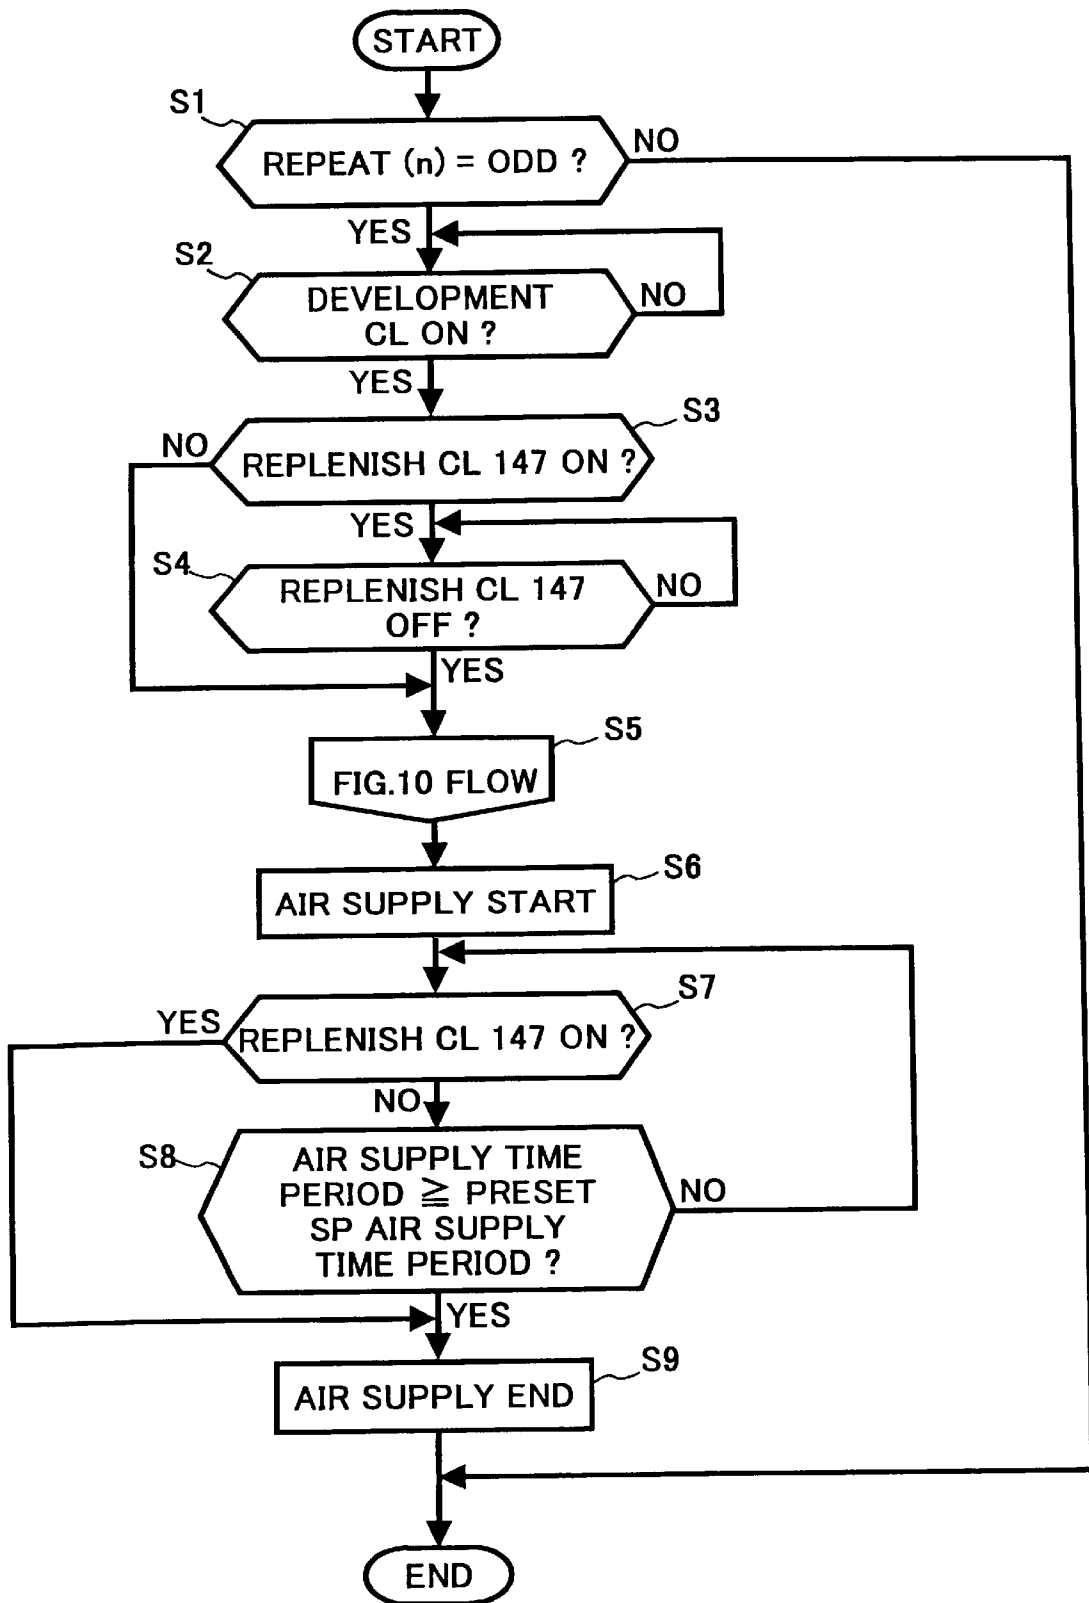 START
S1
REPEAT (n) = ODD ?
NO
YES
S2
DEVELOPMENT
CL ON ?
NO
YES
S3
NO
REPLENISH CL 147 ON ?
YES
S4
REPLENISH CL 147
OFF ?
NO
YES
S5
FIG.10 FLOW
S6
AIR SUPPLY START
S7
YES
REPLENISH CL 147 ON ?
NO
S8
AIR SUPPLY TIME
PERIOD ≧ PRESET
SP AIR SUPPLY
TIME PERIOD ?
NO
YES
S9
AIR SUPPLY END
END